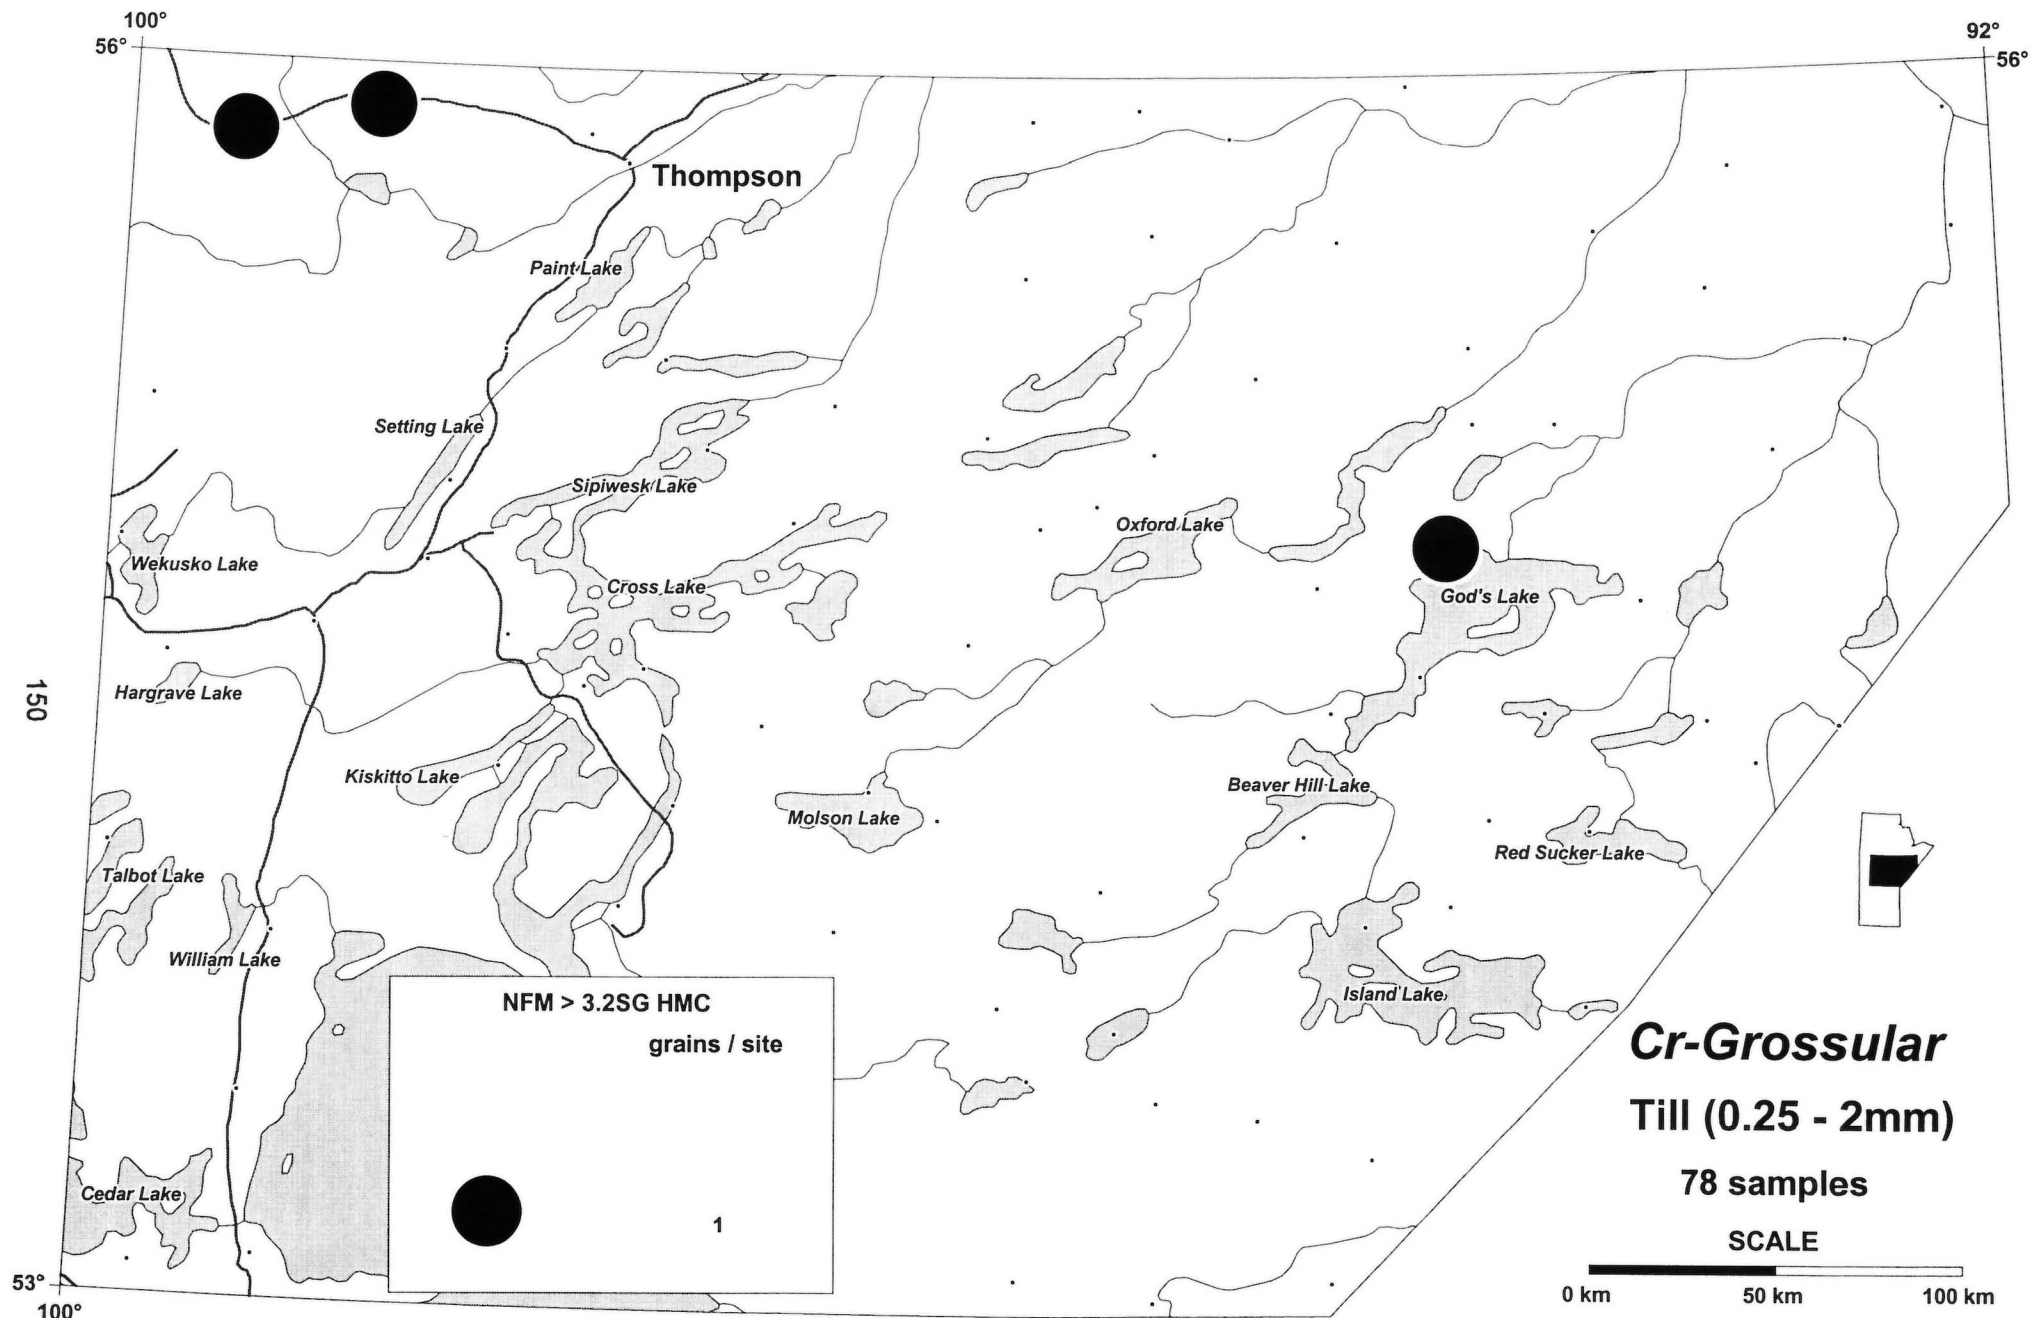 100°
92°
56°
56°
Thompson
Paint Lake
Setting Lake
Sipiwesk Lake
Oxford Lake
Wekusko Lake
Cross Lake
God's Lake
Hargrave Lake
150
Kiskitto Lake
Beaver Hill Lake
Molson Lake
Red Sucker Lake
Talbot Lake
William Lake
Island Lake
NFM > 3.2SG HMC
grains / site
1
Cr-Grossular
Till (0.25 - 2mm)
78 samples
SCALE
0 km 50 km 100 km
Cedar Lake
53°
100°